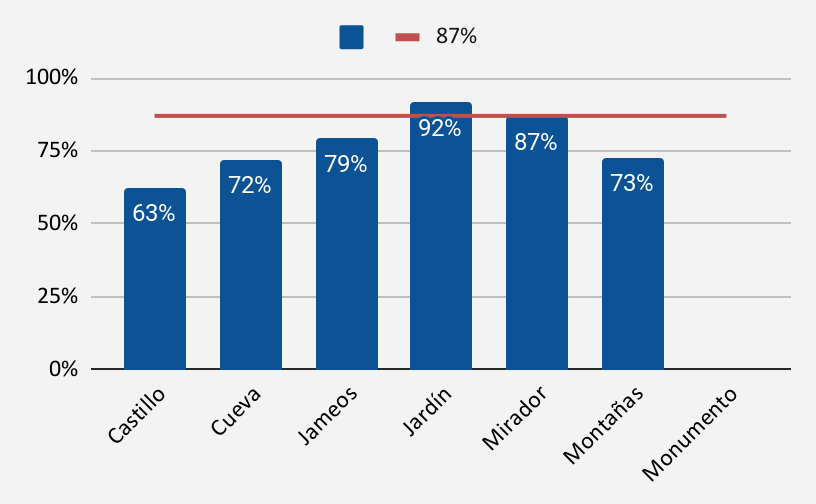 87%
100%
75%
50%
25%
0%
63%
72%
79%
92%
87%
73%
Castillo
Cueva
Jameos
Jardín
Mirador
Montañas
Monumento